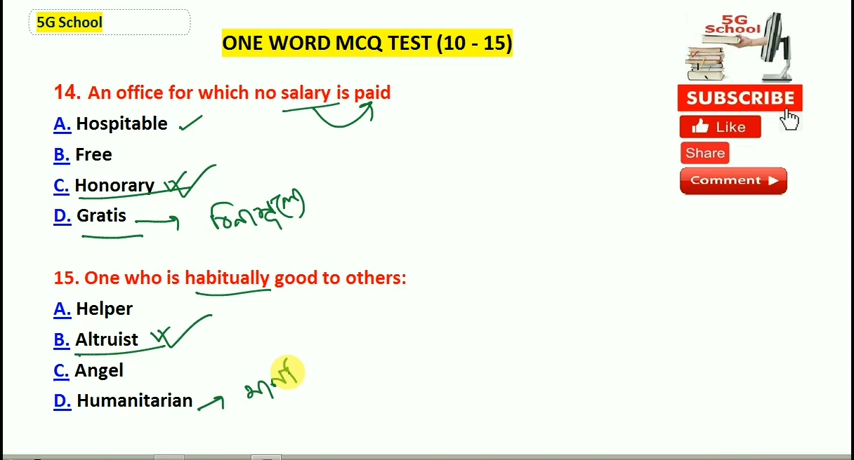 5G School
ONE WORD MCQ TEST (10 - 15)
5G
School
SUBSCRIBE
Like
Share
Comment
14. An office for which no salary is paid
A. Hospitable
B. Free
C. Honorary
D. Gratis
15. One who is habitually good to others:
A. Helper
B. Altruist
C. Angel
D. Humanitarian